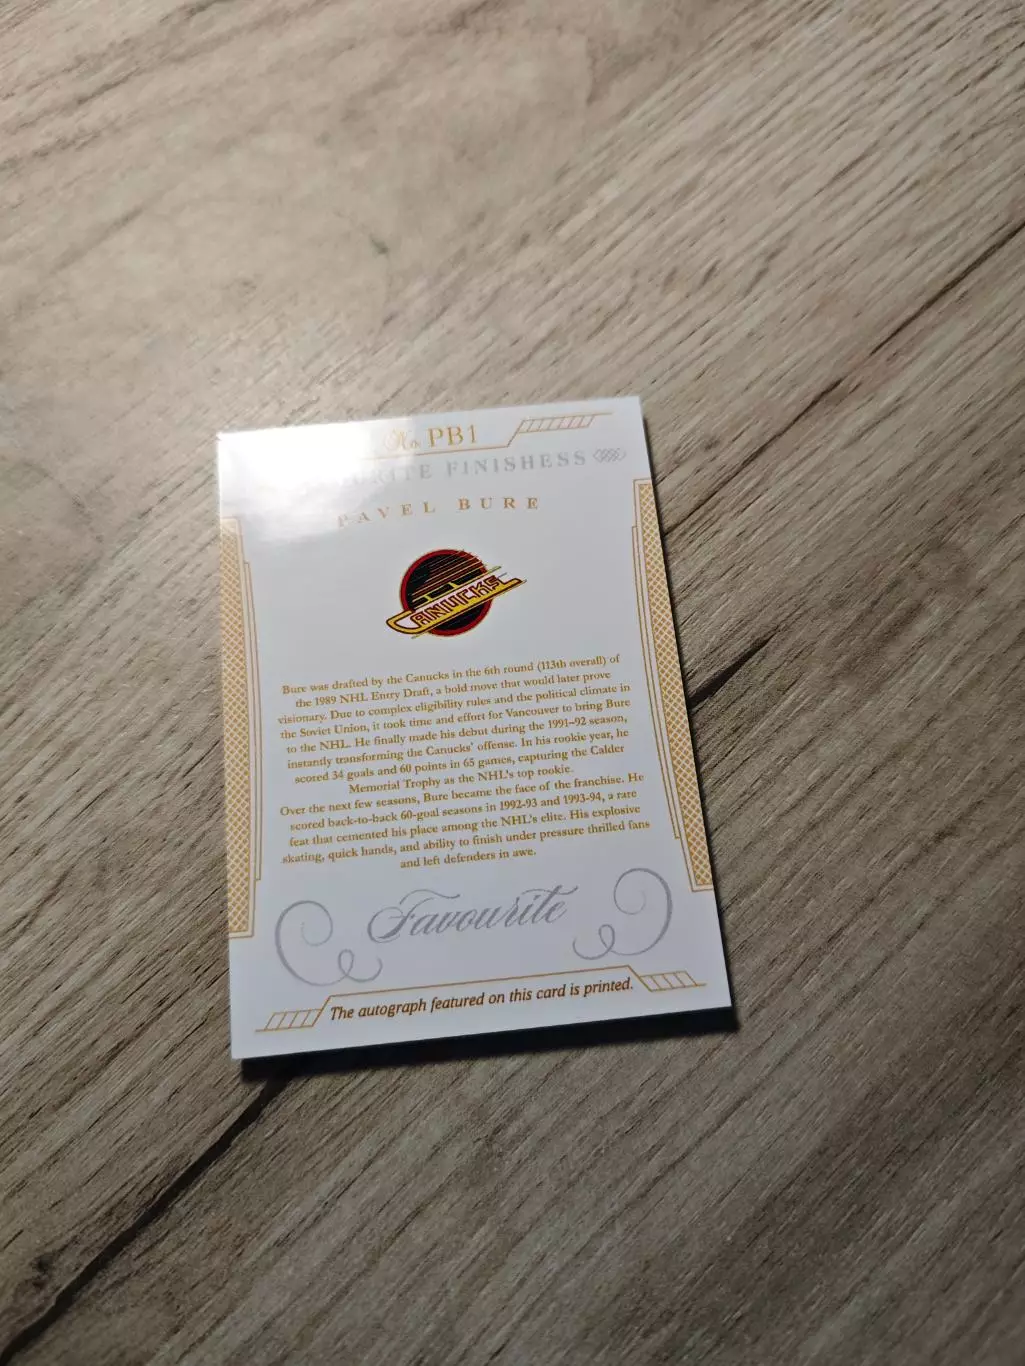 No. PB1
FINISHESS
PAVEL BURE
CANUCKS
Bure was drafted by the Canucks in the 6th round (113th overall) of
the 1989 NHL Entry Draft, a bold move that would later prove
visionary. Due to complex eligibility rules and the political climate in
the Soviet Union, it took time and effort for Vancouver to bring Bure
to the NHL. He finally made his debut during the 1991–92 season,
instantly transforming the Canucks' offense. In his rookie year, he
scored 34 goals and 60 points in 65 games, capturing the Calder
Memorial Trophy as the NHL's top rookie.
Over the next few seasons, Bure became the face of the franchise. He
scored back-to-back 60-goal seasons in 1992-93 and 1993-94, a rare
feat that cemented his place among the NHL's elite. His explosive
skating, quick hands, and ability to finish under pressure thrilled fans
and left defenders in awe.
Favourite
The autograph featured on this card is printed.